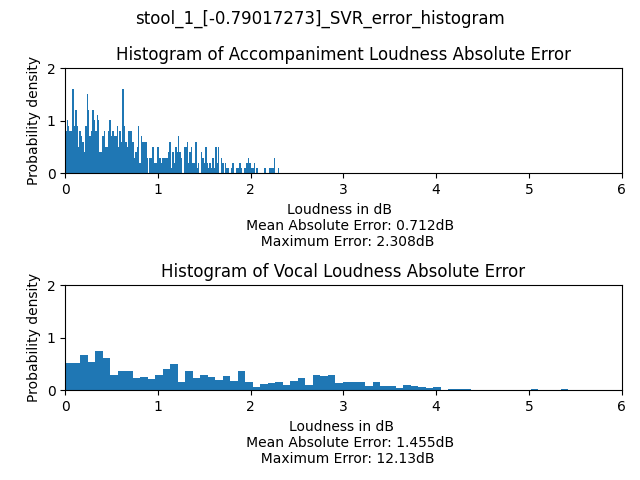 stool_1_[-0.79017273]_SVR_error_histogram
Histogram of Accompaniment Loudness Absolute Error
Probability density
2
1
0
0 1 2 3 4 5 6
Loudness in dB
Mean Absolute Error: 0.712dB
Maximum Error: 2.308dB
Histogram of Vocal Loudness Absolute Error
Probability density
2
1
0
0 1 2 3 4 5 6
Loudness in dB
Mean Absolute Error: 1.455dB
Maximum Error: 12.13dB